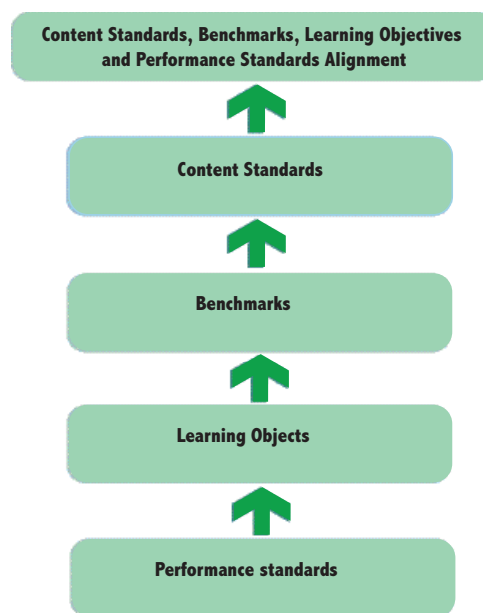 Content Standards, Benchmarks, Learning Objectives
and Performance Standards Alignment
Content Standards
Benchmarks
Learning Objects
Performance standards